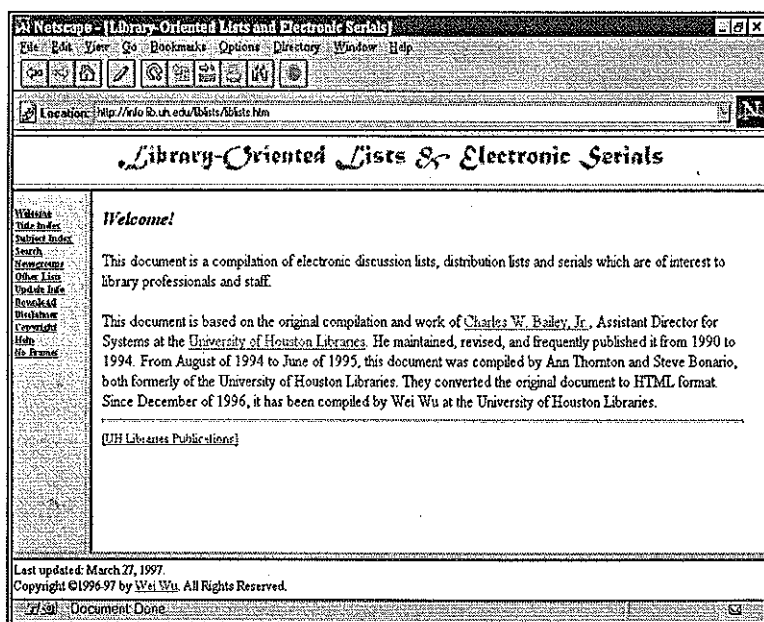 Netscape - [Library-Oriented Lists and Electronic Serials]
File Edit View Go Bookmarks Options Directory Window Help
Location: http://info.lib.uh.edu/liblists/liblists.htm
Library-Oriented Lists & Electronic Serials
Welcome
Title Index
Subject Index
Search
Newsgroups
Other Lists
Update Info
Download
Disclaimer
Copyright
Help
No Frames
Welcome!
This document is a compilation of electronic discussion lists, distribution lists and serials which are of interest to
library professionals and staff.
This document is based on the original compilation and work of Charles W. Bailey, Jr., Assistant Director for
Systems at the University of Houston Libraries. He maintained, revised, and frequently published it from 1990 to
1994. From August of 1994 to June of 1995, this document was compiled by Ann Thornton and Steve Bonario,
both formerly of the University of Houston Libraries. They converted the original document to HTML format.
Since December of 1996, it has been compiled by Wei Wu at the University of Houston Libraries.
[UH Libraries Publications]
Last updated: March 27, 1997.
Copyright ©1996-97 by Wei Wu. All Rights Reserved.
Document: Done